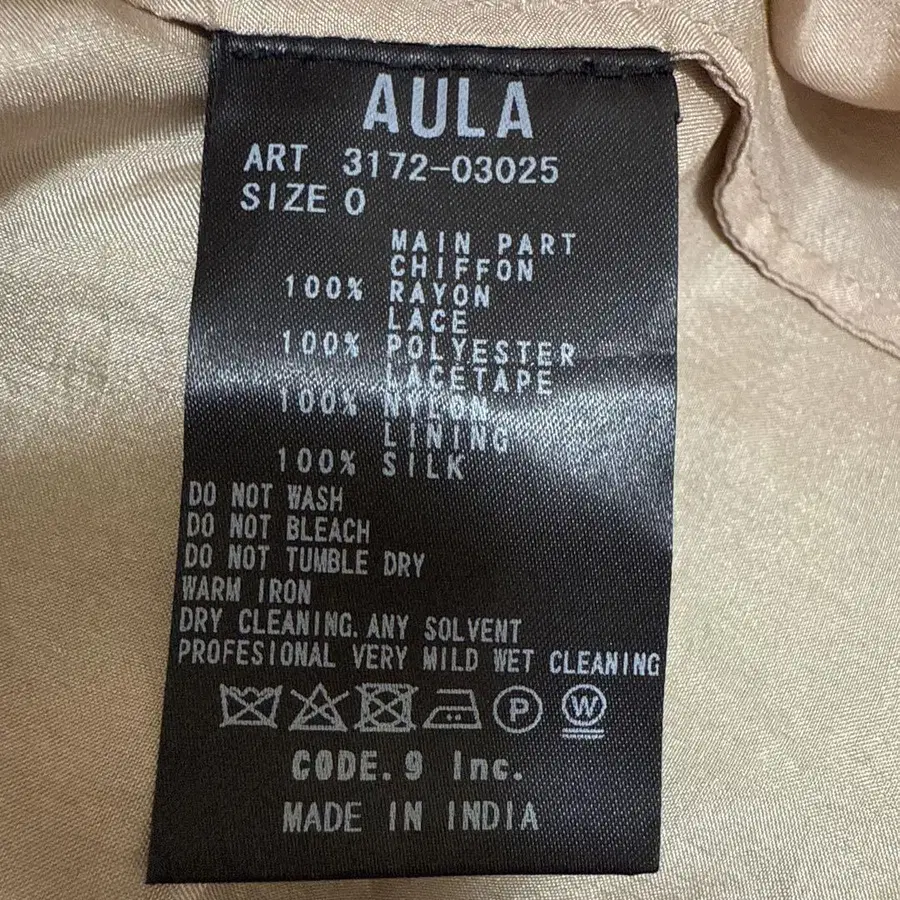 AULA
ART 3172-03025
SIZE 0
MAIN PART
CHIFFON
100% RAYON
LACE
100% POLYESTER
LACETAPE
100% NYLON
LINING
100% SILK
DO NOT WASH
DO NOT BLEACH
DO NOT TUMBLE DRY
WARM IRON
DRY CLEANING. ANY SOLVENT
PROFESIONAL VERY MILD WET CLEANING
P W
CODE.9 Inc.
MADE IN INDIA